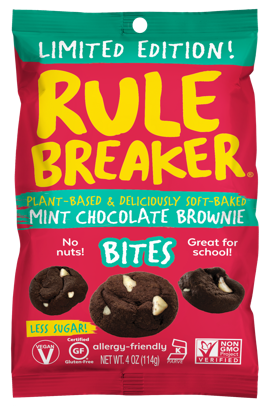 LIMITED EDITION!
RULE
BREAKER®
PLANT-BASED & DELICIOUSLY SOFT-BAKED
MINT CHOCOLATE BROWNIE
No
nuts!
BITES
Great for
school!
LESS SUGAR!
VEGAN
Certified
GF
Gluten-Free
allergy-friendly
NET WT. 4 OZ (114g)
K
PAREVE
NON
GMO
Project
VERIFIED